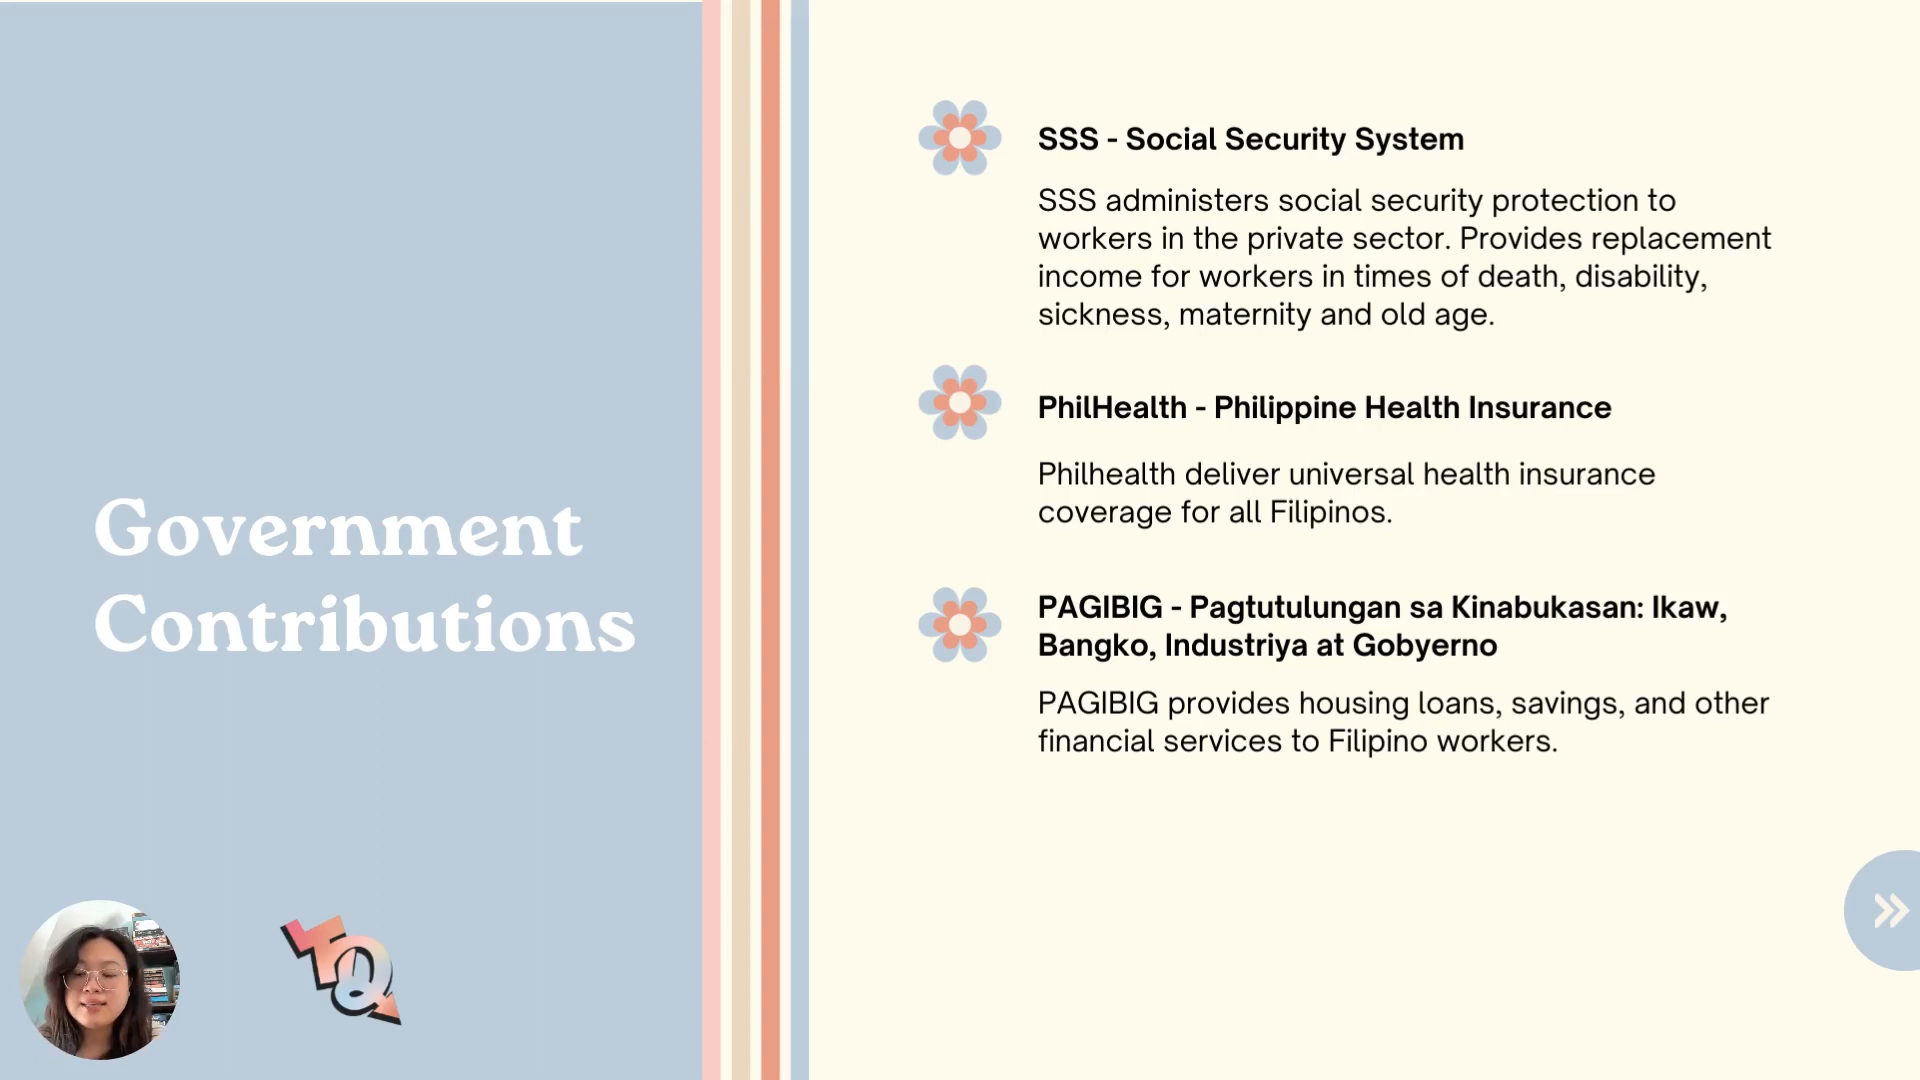 Government
Contributions
SSS - Social Security System
SSS administers social security protection to
workers in the private sector. Provides replacement
income for workers in times of death, disability,
sickness, maternity and old age.
PhilHealth - Philippine Health Insurance
Philhealth deliver universal health insurance
coverage for all Filipinos.
PAGIBIG - Pagtutulungan sa Kinabukasan: Ikaw,
Bangko, Industriya at Gobyerno
PAGIBIG provides housing loans, savings, and other
financial services to Filipino workers.
TQ